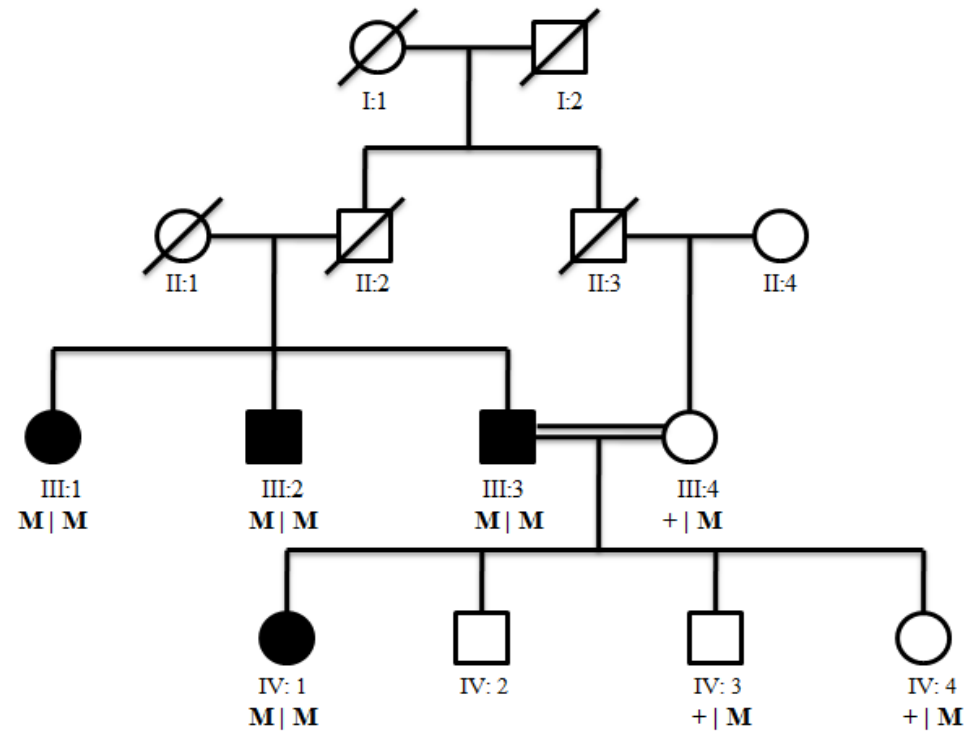 I:1 I:2
II:1 II:2 II:3 II:4
III:1 III:2 III:3 III:4
M | M M | M M | M + | M
IV: 1 IV: 2 IV: 3 IV: 4
M | M + | M + | M